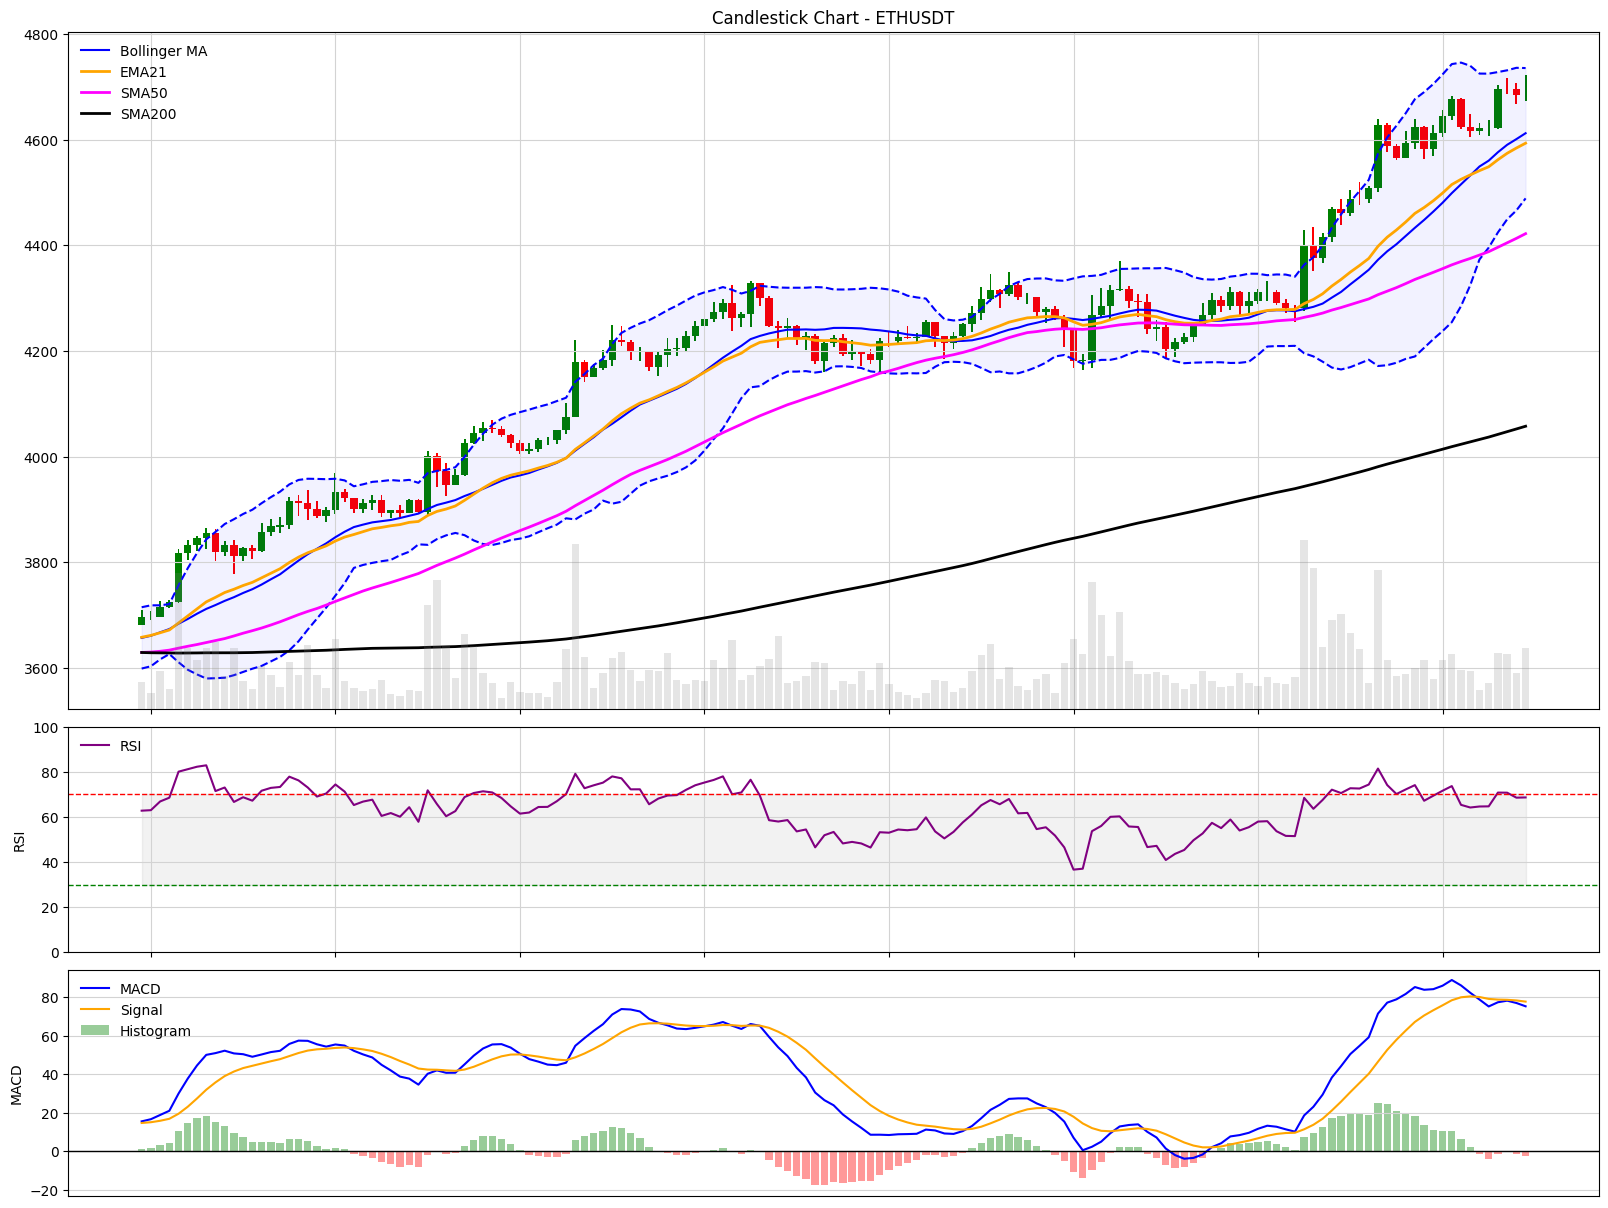 Candlestick Chart - ETHUSDT
4800
4600
4400
4200
4000
3800
3600
Bollinger MA
EMA21
SMA50
SMA200
100
80
60
40
20
0
RSI
RSI
80
60
40
20
0
−20
MACD
MACD
Signal
Histogram